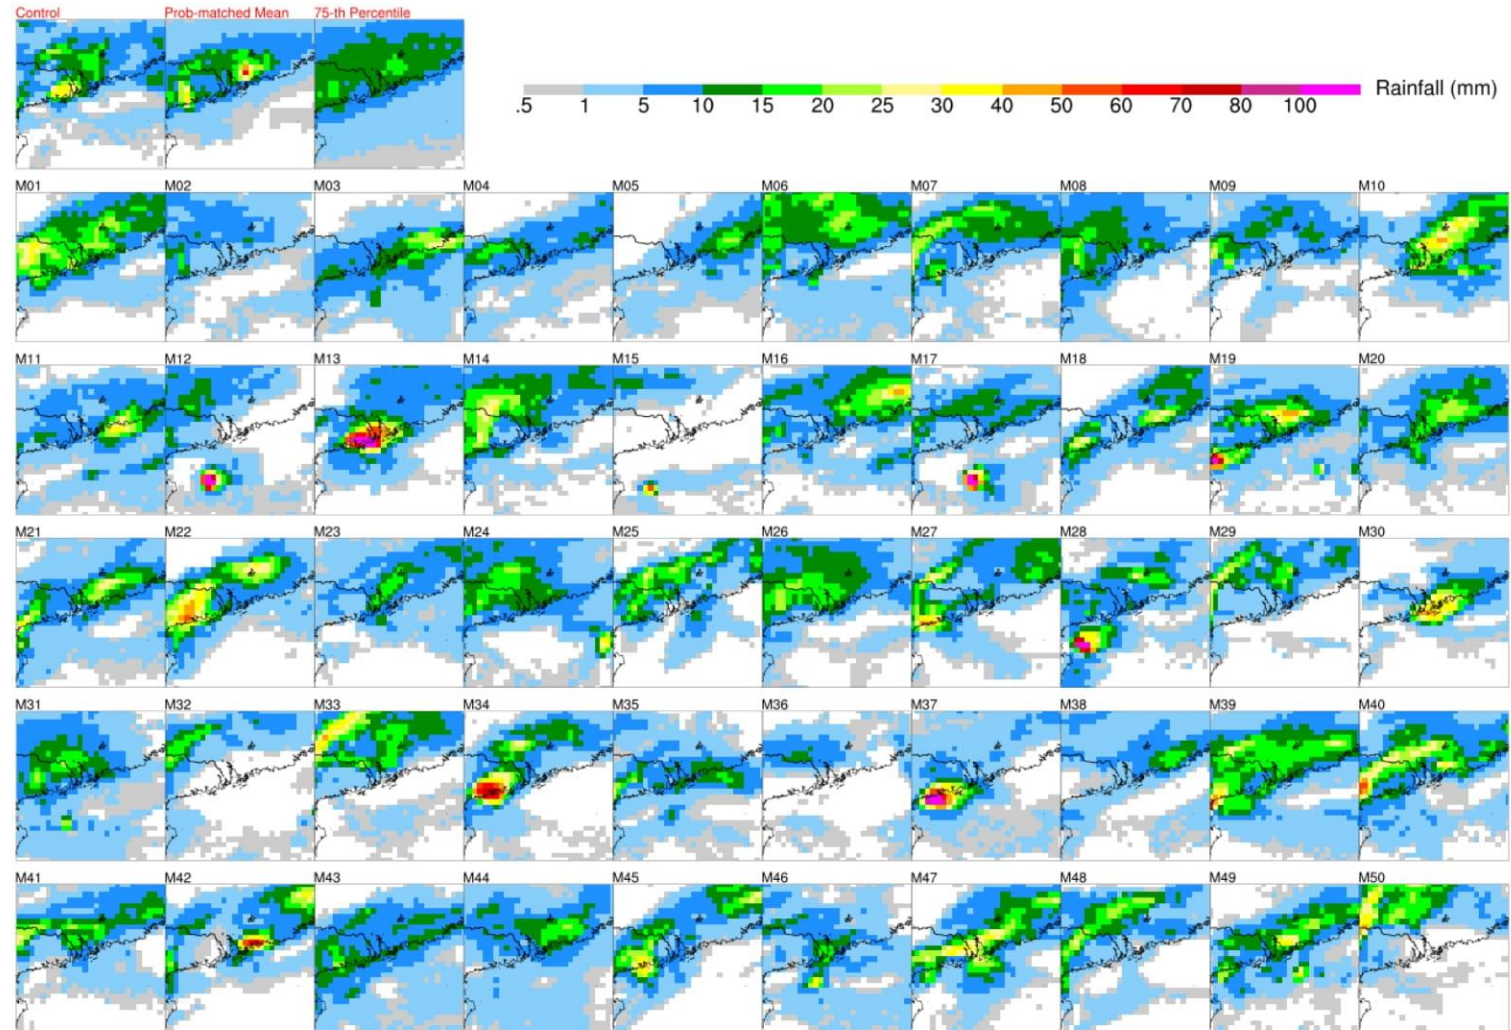 Control Prob-matched Mean 75-th Percentile
Rainfall (mm)
.5 1 5 10 15 20 25 30 40 50 60 70 80 100
M01 M02 M03 M04 M05 M06 M07 M08 M09 M10
M11 M12 M13 M14 M15 M16 M17 M18 M19 M20
M21 M22 M23 M24 M25 M26 M27 M28 M29 M30
M31 M32 M33 M34 M35 M36 M37 M38 M39 M40
M41 M42 M43 M44 M45 M46 M47 M48 M49 M50